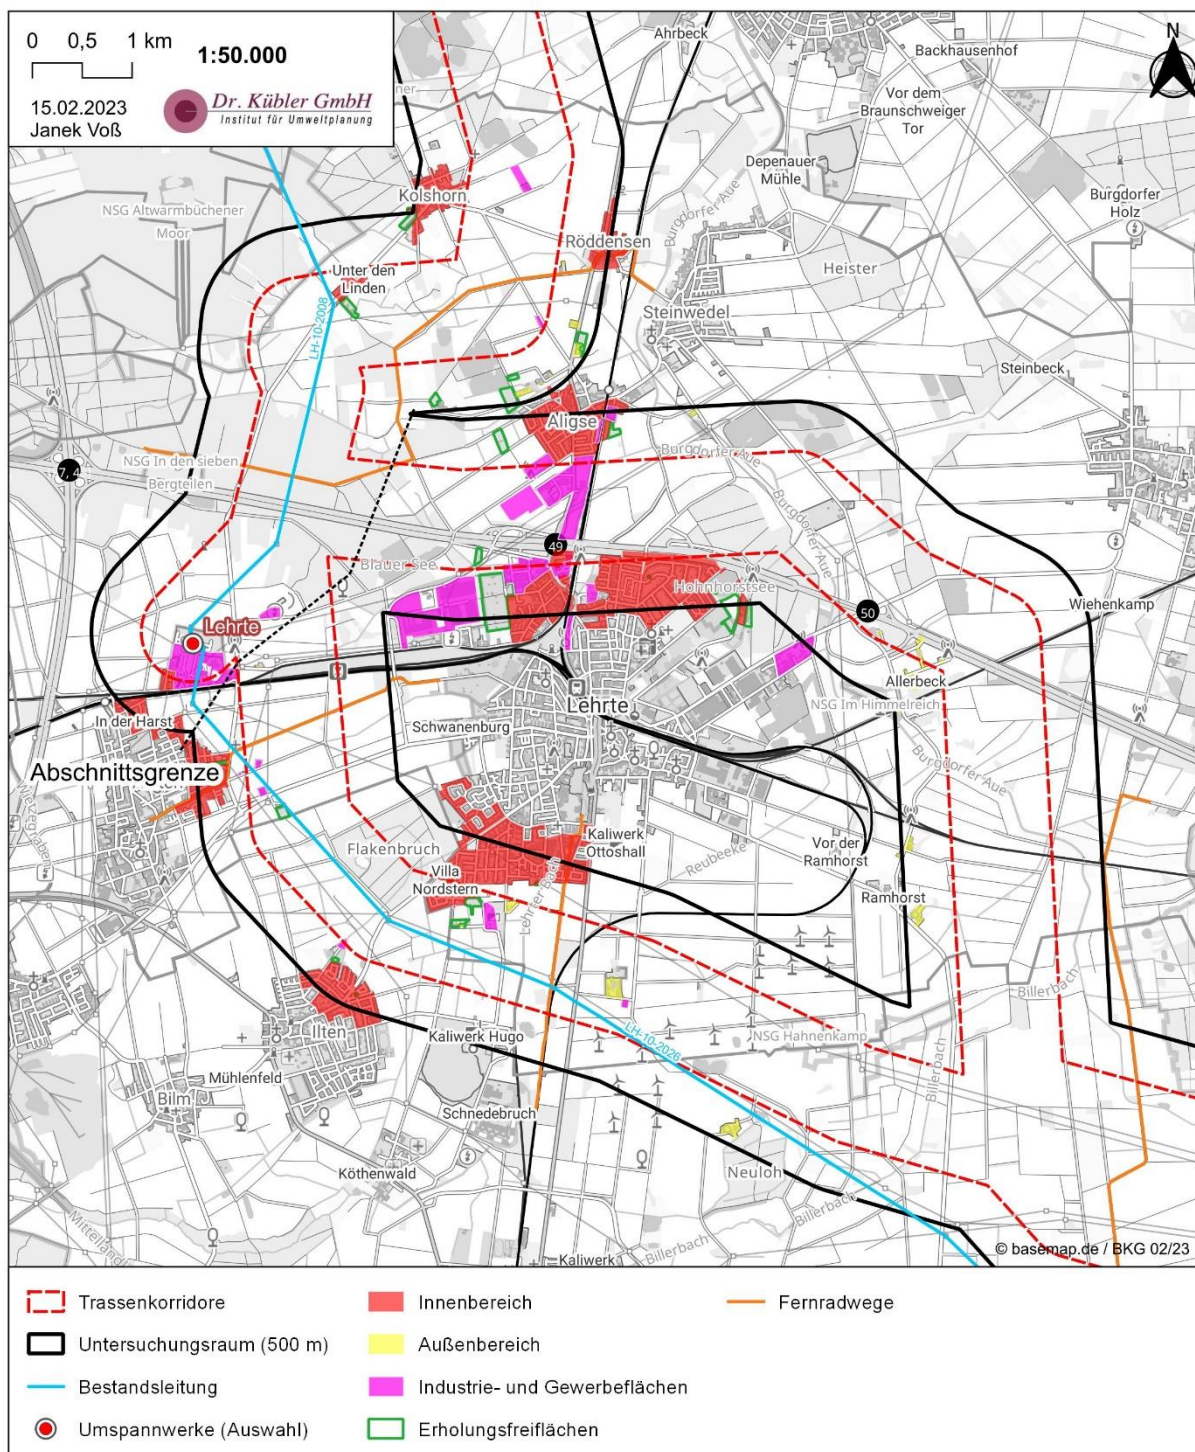 0 0,5 1 km
1:50.000
15.02.2023
Janek Voß
Dr. Kübler GmbH
Institut für Umweltplanung
N
Ahrbeck
Backhausenhof
Vor dem
Braunschweiger
Tor
Depenauer
Mühle
Burgdorfer Aue
Burgdorfer
Holz
Kolshorn
NSG Altwarmbüchener
Moor
Röddensen
Heister
Unter den
Linden
LH-10-2008
Steinwedel
Steinbeck
Aligse
Burgdorfer Aue
NSG In den sieben
Bergteilen
7, 4
Burgdorfer Aue
49
Blauer See
Hohnhorstsee
50
Wiehenkamp
Lehrte
Allerbeck
NSG Im Himmelreich
Lehrte
In der Harst
Schwanenburg
Burgdorfer Aue
Abschnittsgrenze
Flakenbruch
Kaliwerk
Ottoshall
Reubeeke
Vor der
Ramhorst
Villa
Nordstern
Lehrter Bach
Ramhorst
Billerbach
Ilten
Kaliwerk Hugo
LH-10-2026
NSG Hahnenkamp
Billerbach
Mühlenfeld
Bilm
Schnedebruch
Köthenwald
Neuloh
Billerbach
Billerbach
Kaliwerk
© basemap.de / BKG 02/23
Trassenkorridore
Innenbereich
Fernradwege
Untersuchungsraum (500 m)
Außenbereich
Bestandsleitung
Industrie- und Gewerbeflächen
Umspannwerke (Auswahl)
Erholungsfreiflächen